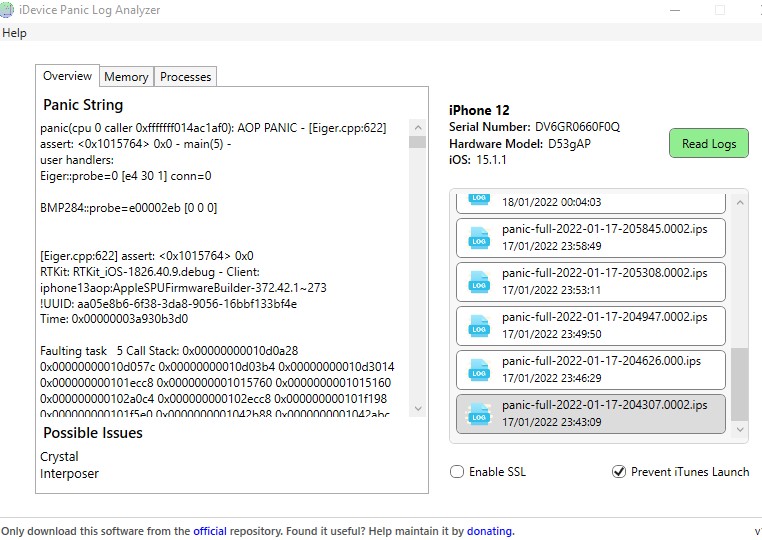 iDevice Panic Log Analyzer
Help
Overview Memory Processes
Panic String
panic(cpu 0 caller 0xfffffff014ac1af0): AOP PANIC - [Eiger.cpp:622]
assert: <0x1015764> 0x0 - main(5) -
user handlers:
Eiger::probe=0 [e4 30 1] conn=0
BMP284::probe=e00002eb [0 0 0]
[Eiger.cpp:622] assert: <0x1015764> 0x0
RTKit: RTKit_iOS-1826.40.9.debug - Client:
iphone13aop:AppleSPUFirmwareBuilder-372.42.1~273
!UUID: aa05e8b6-6f38-3da8-9056-16bbf133bf4e
Time: 0x00000003a930b3d0
Faulting task 5 Call Stack: 0x00000000010d0a28
0x00000000010d057c 0x00000000010d03b4 0x00000000010d3014
0x000000000101ecc8 0x0000000001015760 0x0000000001015160
0x000000000102a0c4 0x000000000102ecc8 0x000000000101f198
0x000000000101f5e0 0x0000000001042b88 0x0000000001042abc
Possible Issues
Crystal
Interposer
iPhone 12
Serial Number: DV6GR0660F0Q
Hardware Model: D53gAP
iOS: 15.1.1
Read Logs
LOG
18/01/2022 00:04:03
LOG
panic-full-2022-01-17-205845.0002.ips
17/01/2022 23:58:49
LOG
panic-full-2022-01-17-205308.0002.ips
17/01/2022 23:53:11
LOG
panic-full-2022-01-17-204947.0002.ips
17/01/2022 23:49:50
LOG
panic-full-2022-01-17-204626.000.ips
17/01/2022 23:46:29
LOG
panic-full-2022-01-17-204307.0002.ips
17/01/2022 23:43:09
Enable SSL
Prevent iTunes Launch
Only download this software from the official repository. Found it useful? Help maintain it by donating.